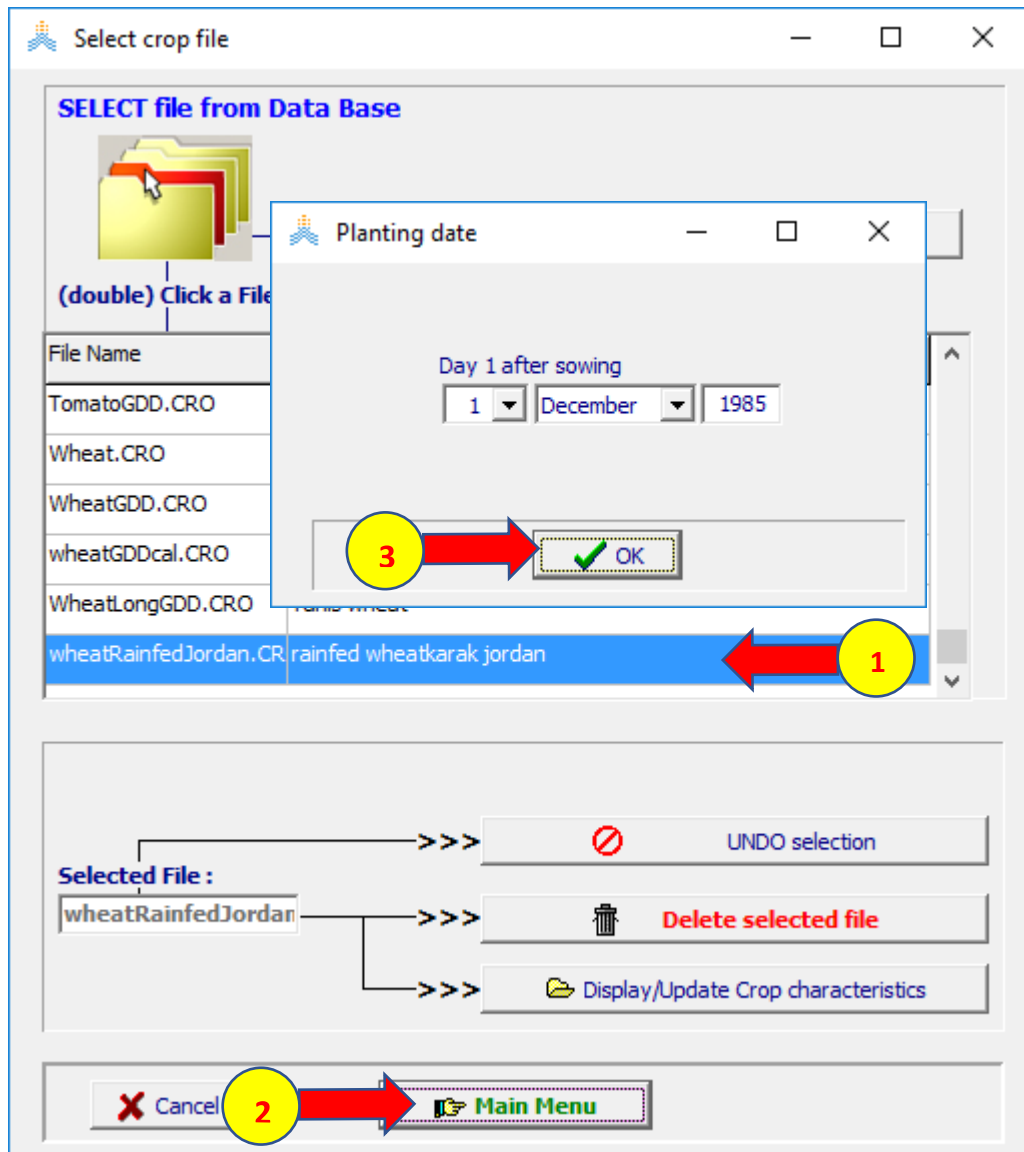 Select crop file
SELECT file from Data Base
Planting date
(double) Click a File
Day 1 after sowing
1 December 1985
File Name
TomatoGDD.CRO
Wheat.CRO
WheatGDD.CRO
wheatGDDcal.CRO
3 OK
WheatLongGDD.CRO Tunis wheat
wheatRainfedJordan.CR rainfed wheatkarak jordan 1
>>> UNDO selection
Selected File :
wheatRainfedJordan >>> Delete selected file
>>> Display/Update Crop characteristics
Cancel 2 Main Menu